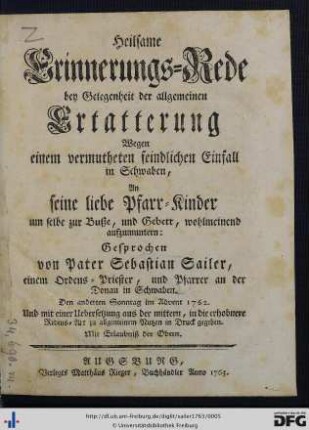 Z
Heilsame
Erinnerungs=Rede
bey Gelegenheit der allgemeinen
Ertatterung
Wegen
einem vermutheten feindlichen Einfall
in Schwaben,
An
seine liebe Pfarr=Kinder
um selbe zur Buße, und Gebett, wohlmeinend
aufzumuntern:
Gesprochen
von Pater Sebastian Sailer,
einem Ordens=Priester, und Pfarrer an der
Donau in Schwaben.
Den anderten Sonntag im Advent 1762.
Und mit einer Uebersetzung aus der mittern, in die erhobnere
Redens=Art zu allgemeinen Nutzen in Druck gegeben.
Mit Erlaubniß der Obern.
AUGSBURG,
Verlegts Matthäus Rieger, Buchhändler Anno 1763.
http://dl.ub.uni-freiburg.de/diglit/sailer1763/0005
© Universitätsbibliothek Freiburg
DFG